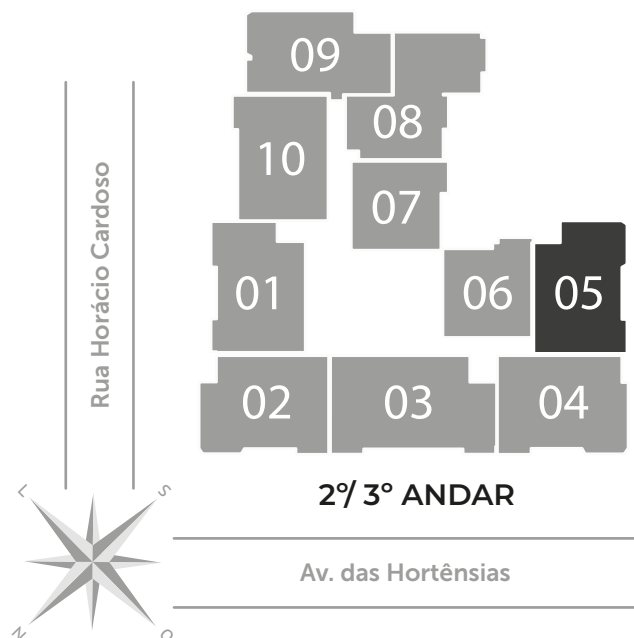 09
08
10
07
Rua Horácio Cardoso
01
06
05
02
03
04
2º/ 3º ANDAR
L
S
Av. das Hortênsias
N
O